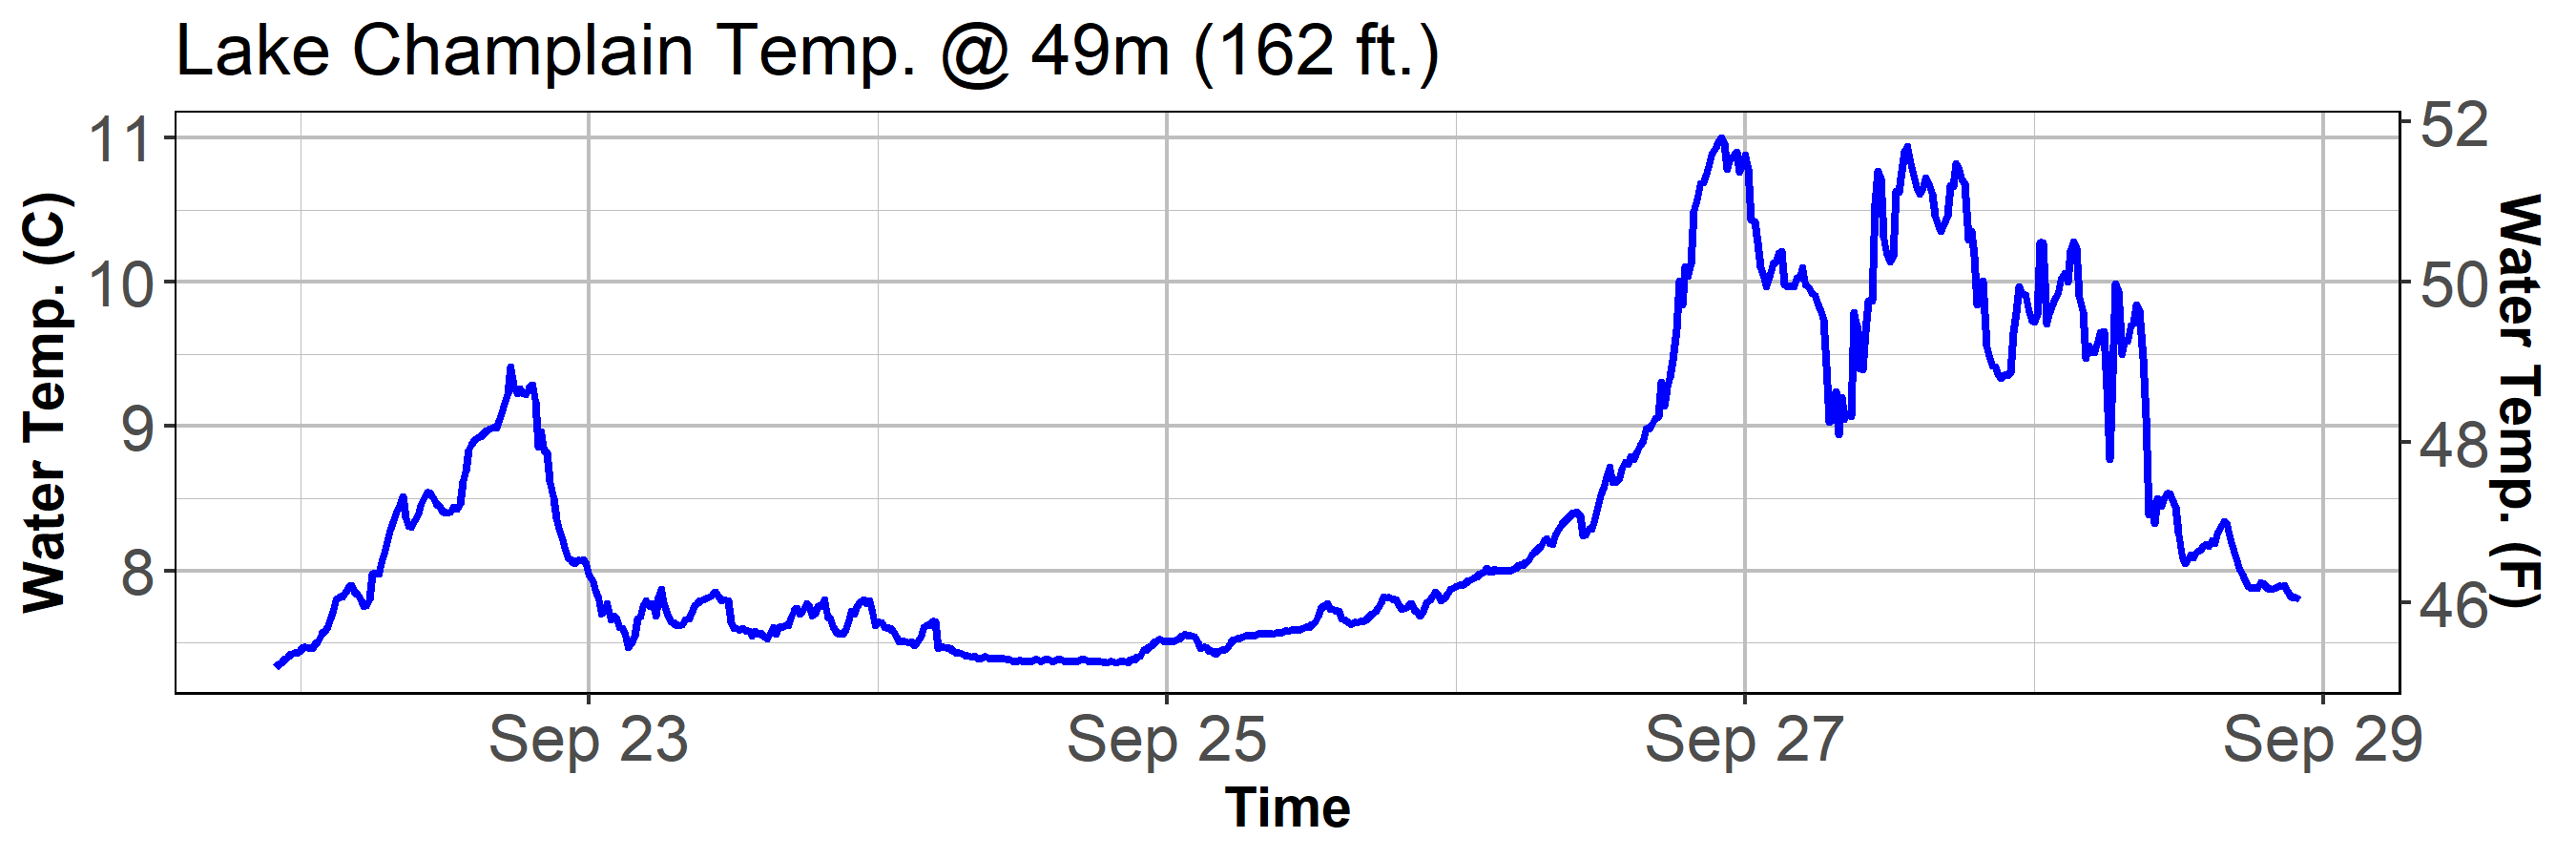 Lake Champlain Temp. @ 49m (162 ft.)
Water Temp. (C)
11
10
9
8
52
50
48
46
Water Temp. (F)
Sep 23
Sep 25
Sep 27
Sep 29
Time